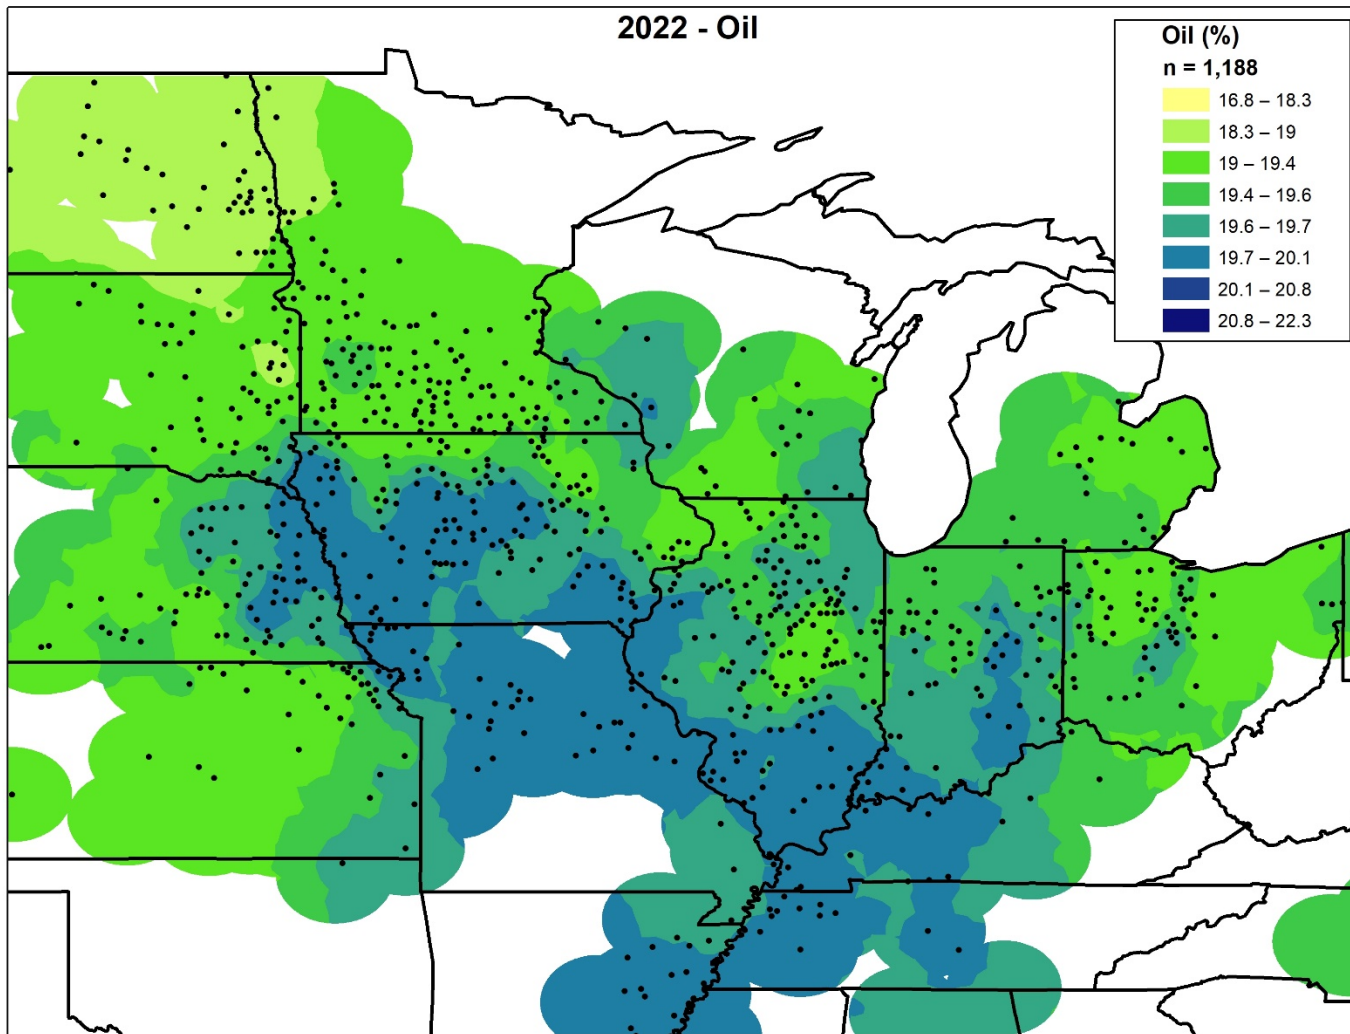 2022 - Oil
Oil (%)
n = 1,188
16.8 – 18.3
18.3 – 19
19 – 19.4
19.4 – 19.6
19.6 – 19.7
19.7 – 20.1
20.1 – 20.8
20.8 – 22.3